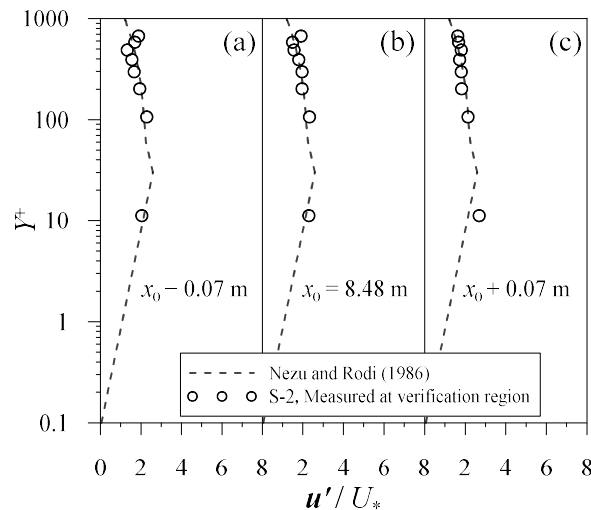 1000
(a)
(b)
(c)
100
10
1
0.1
Y⁺
x₀ − 0.07 m
x₀ = 8.48 m
x₀ + 0.07 m
Nezu and Rodi (1986)
S-2, Measured at verification region
0 2 4 6 8 2 4 6 8 2 4 6 8
u′ / U*